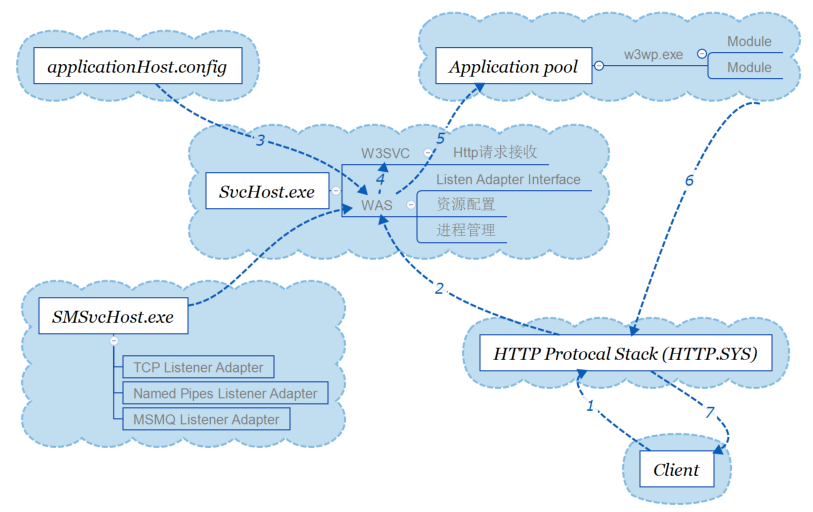 applicationHost.config
Application pool
w3wp.exe
Module
Module
3
5
6
W3SVC
Http请求接收
4
SvcHost.exe
WAS
Listen Adapter Interface
资源配置
进程管理
2
SMSvcHost.exe
TCP Listener Adapter
Named Pipes Listener Adapter
MSMQ Listener Adapter
HTTP Protocal Stack (HTTP.SYS)
1
7
Client